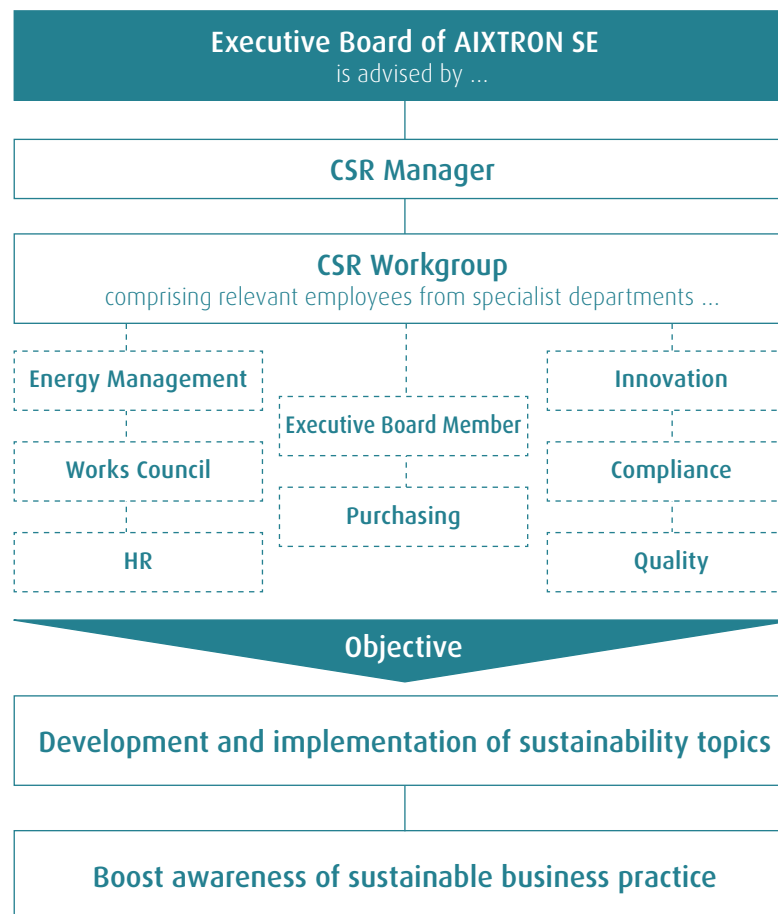 Executive Board of AIXTRON SE
is advised by ...
CSR Manager
CSR Workgroup
comprising relevant employees from specialist departments ...
Energy Management
Works Council
HR
Executive Board Member
Purchasing
Innovation
Compliance
Quality
Objective
Development and implementation of sustainability topics
Boost awareness of sustainable business practice